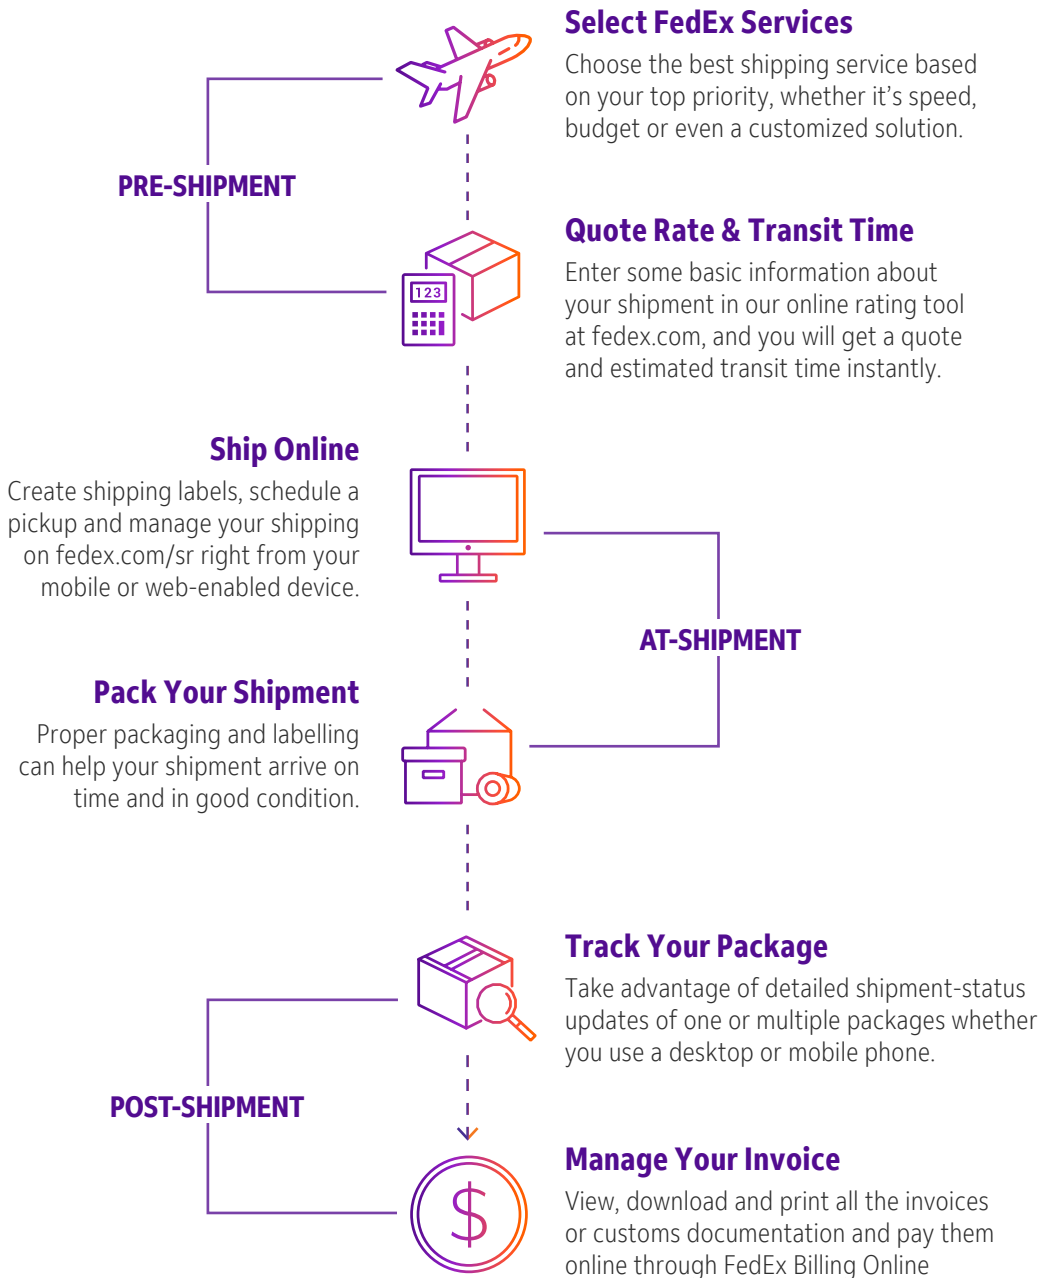 Select FedEx Services
Choose the best shipping service based
on your top priority, whether it’s speed,
budget or even a customized solution.
PRE-SHIPMENT
Quote Rate & Transit Time
Enter some basic information about
your shipment in our online rating tool
at fedex.com, and you will get a quote
and estimated transit time instantly.
123
Ship Online
Create shipping labels, schedule a
pickup and manage your shipping
on fedex.com/sr right from your
mobile or web-enabled device.
AT-SHIPMENT
Pack Your Shipment
Proper packaging and labelling
can help your shipment arrive on
time and in good condition.
Track Your Package
Take advantage of detailed shipment-status
updates of one or multiple packages whether
you use a desktop or mobile phone.
POST-SHIPMENT
Manage Your Invoice
View, download and print all the invoices
or customs documentation and pay them
online through FedEx Billing Online
$